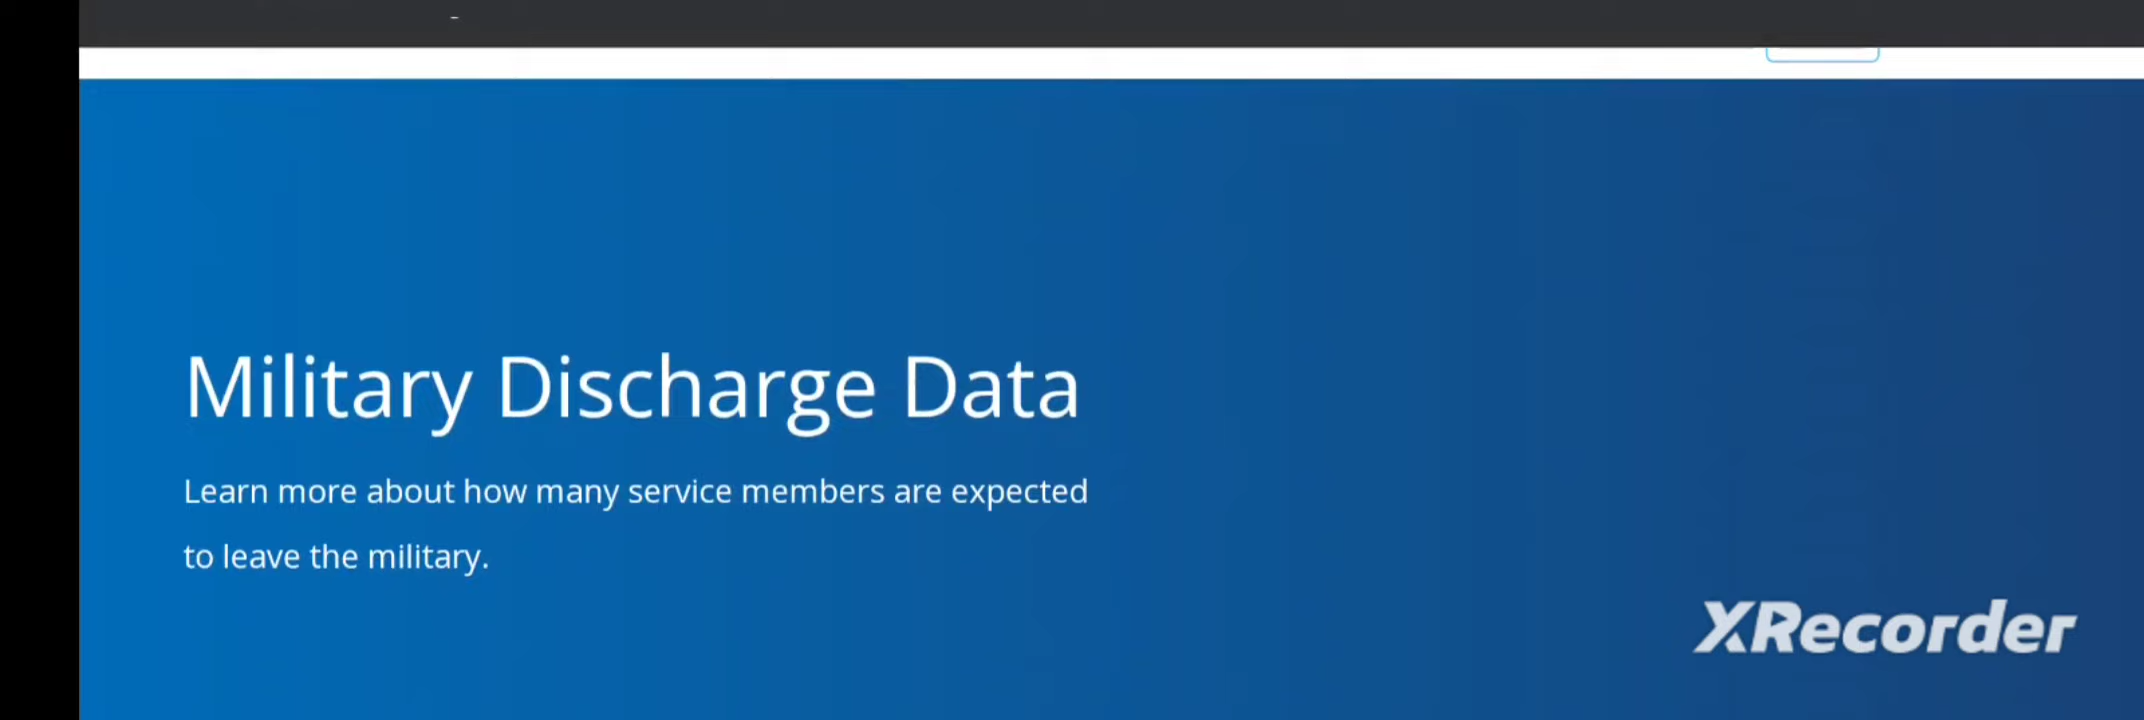 Military Discharge Data
Learn more about how many service members are expected
to leave the military.
XRecorder